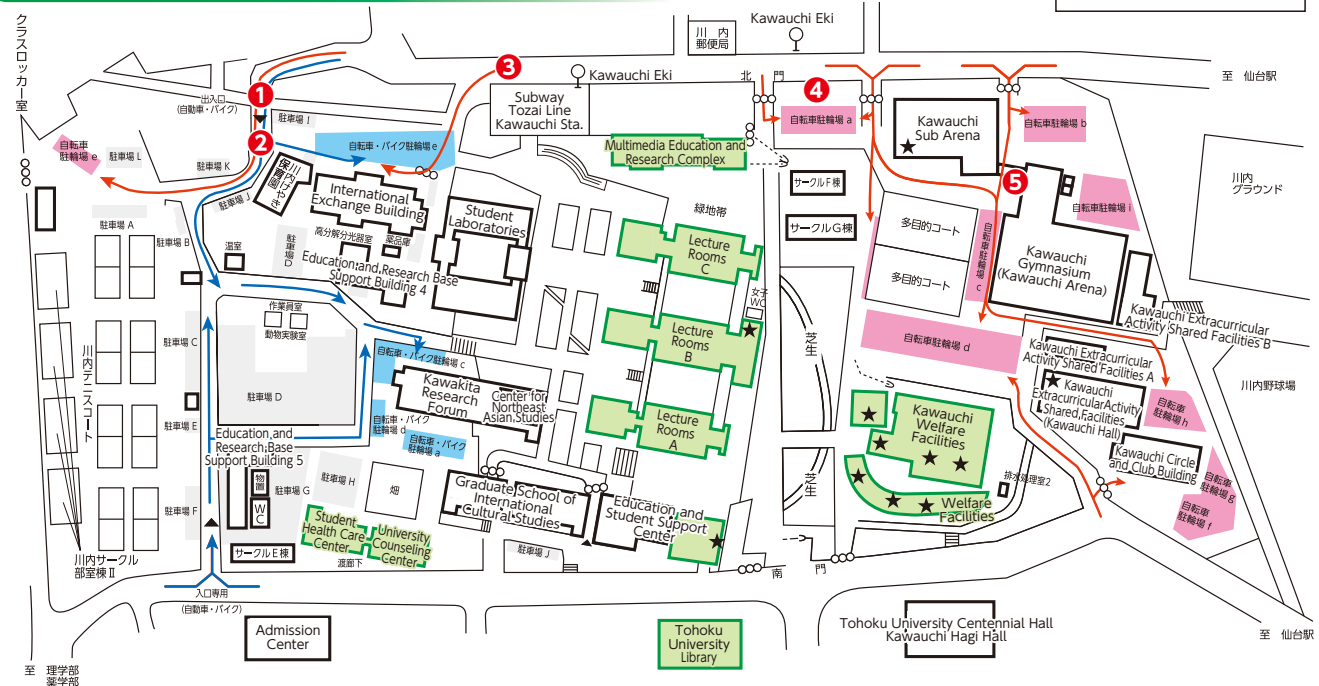 クラスロッカー室
川内
郵便局
Kawauchi Eki
Kawauchi Eki
北門
至 仙台駅
❶
❷
❸
❹
❺
出入口
(自動車・バイク)
駐車場 I
Subway
Tozai Line
Kawauchi Sta.
自転車駐輪場 a
Kawauchi
Sub Arena
★
自転車駐輪場 b
自転車
駐輪場 e
駐車場 L
駐車場 K
自転車・バイク駐輪場 e
Multimedia Education and
Research Complex
川内けやき
保育園
駐車場 J
International
Exchange Building
Student
Laboratories
緑地帯
サークルF棟
サークルG棟
多目的コート
多目的コート
自転車駐輪場 c
自転車駐輪場 i
川内
グラウンド
駐車場 A
駐車場 B
温室
駐車場D
高分解分光器室
薬品庫
Education and Research Base
Support Building 4
Lecture
Rooms
C
Kawauchi
Gymnasium
(Kawauchi Arena)
女子
WC
★
作業員室
動物実験室
Lecture
Rooms
B
芝生
自転車駐輪場 d
Kawauchi Extracurricular
Activity Shared Facilities B
Kawauchi Extracurricular
Activity Shared Facilities A
川内テニスコート
駐車場 C
自転車・バイク駐輪場 c
Kawakita
Research
Forum
Center for
Northeast
Asian Studies
★
Kawauchi
Extracurricular Activity
Shared Facilities
(Kawauchi Hall)
川内野球場
駐車場 D
駐車場 E
自転車・バイク
駐輪場 d
自転車・バイク
駐輪場 a
Lecture
Rooms
A
★
★
Kawauchi
Welfare
Facilities
★ ★
自転車
駐輪場 h
Education and
Research Base
Support Building 5
Kawauchi Circle
and Club Building
自転車
駐輪場 g
自転車
駐輪場 f
物置
WC
駐車場 G
駐車場 H
畑
Graduate School of
International
Cultural Studies
Education and
Student Support
Center
★
芝生
★ ★ ★
Welfare
Facilities
排水処理室2
駐車場 F
Student
Health Care
Center
University
Counseling
Center
渡廊下
サークルE棟
駐車場 J
南門
川内サークル
部室棟Ⅱ
入口専用
(自動車・バイク)
Admission
Center
Tohoku
University
Library
Tohoku University Centennial Hall
Kawauchi Hagi Hall
至 仙台駅
至 理学部
薬学部